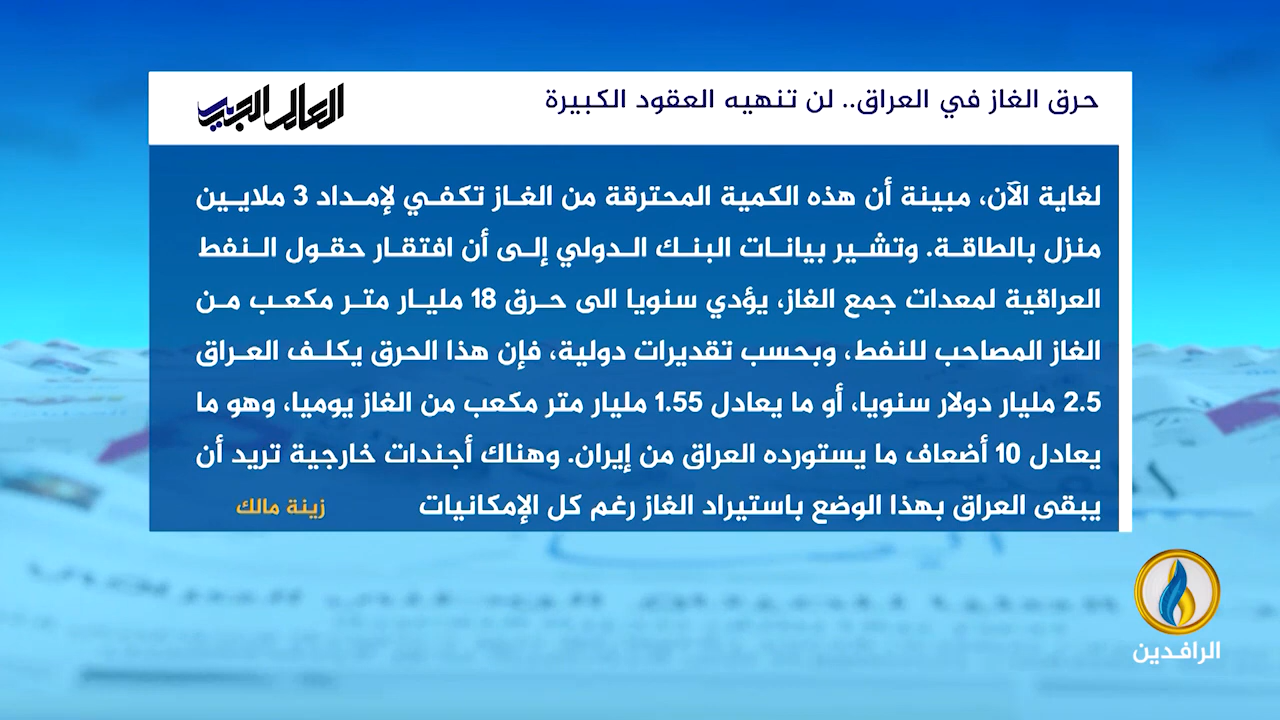 حرق الغاز في العراق.. لن تنهيه العقود الكبيرة
العالم الجديد
لغاية الآن، مبينة أن هذه الكمية المحترقة من الغاز تكفي لإمداد 3 ملايين
منزل بالطاقة. وتشير بيانات البنك الدولي إلى أن افتقار حقول النفط
العراقية لمعدات جمع الغاز، يؤدي سنويا الى حرق 18 مليار متر مكعب من
الغاز المصاحب للنفط، وبحسب تقديرات دولية، فإن هذا الحرق يكلف العراق
2.5 مليار دولار سنويا، أو ما يعادل 1.55 مليار متر مكعب من الغاز يوميا، وهو ما
يعادل 10 أضعاف ما يستورده العراق من إيران. وهناك أجندات خارجية تريد أن
يبقى العراق بهذا الوضع باستيراد الغاز رغم كل الإمكانيات
زينة مالك
الرافدين